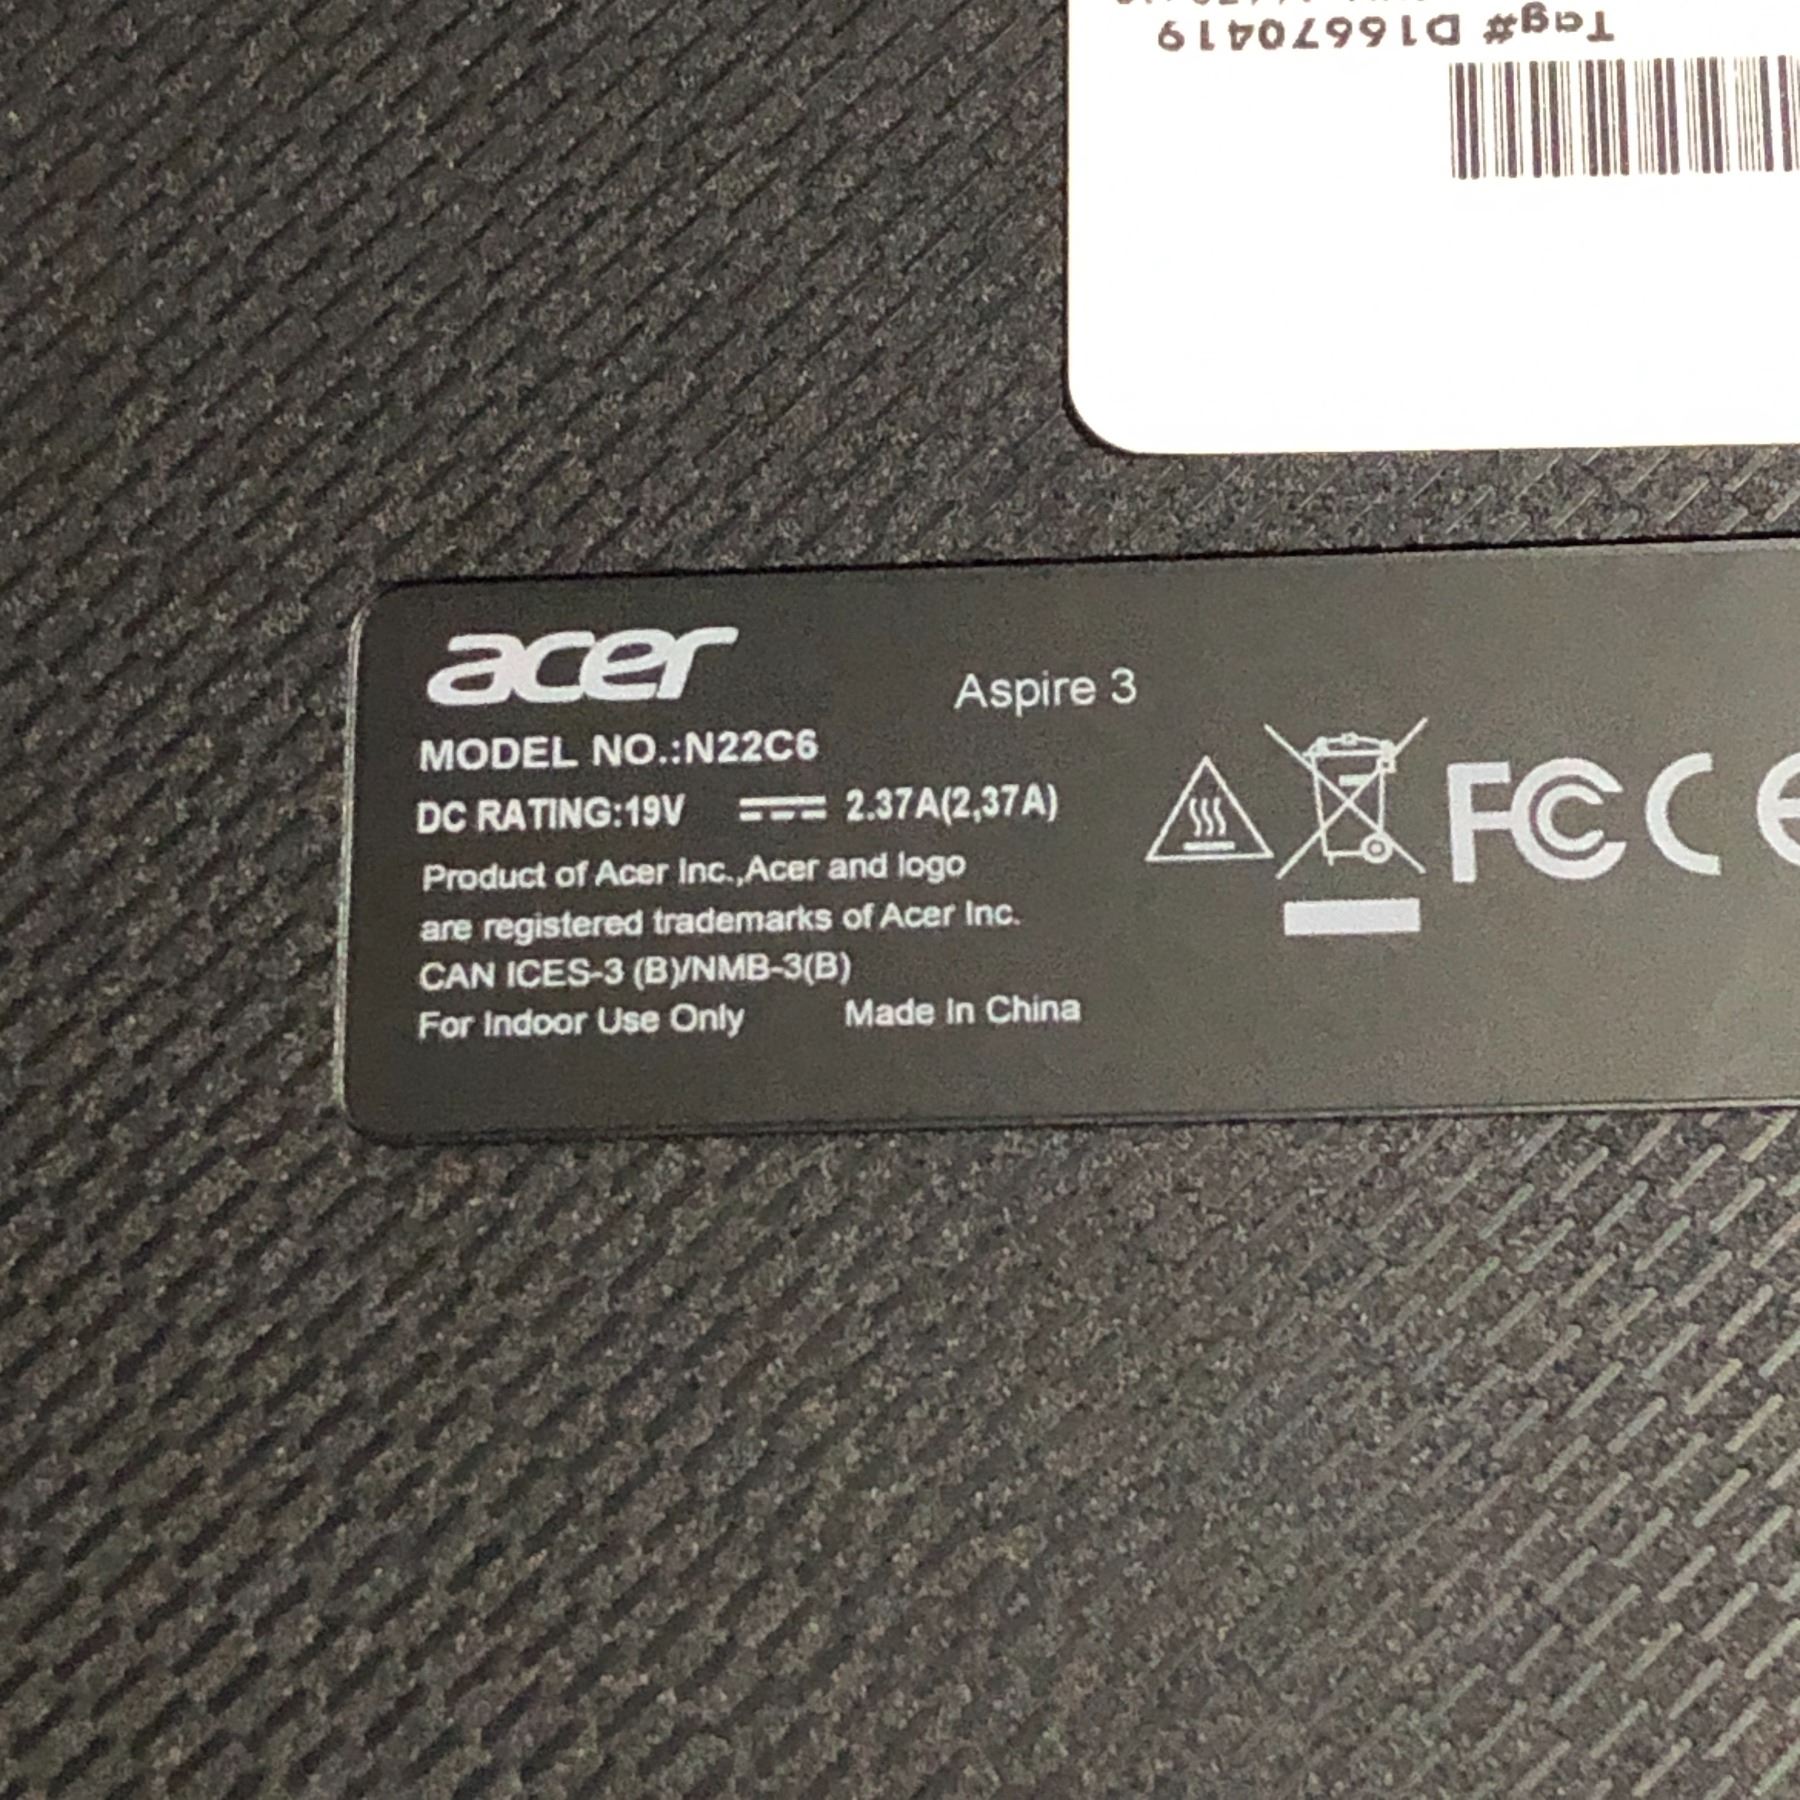 Tag# D16670419
acer
Aspire 3
MODEL NO.:N22C6
DC RATING:19V 2.37A(2,37A)
Product of Acer Inc.,Acer and logo
are registered trademarks of Acer Inc.
CAN ICES-3 (B)/NMB-3(B)
For Indoor Use Only Made In China
FC CE